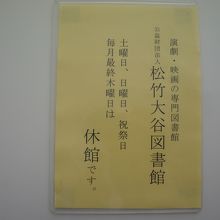 演劇・映画の専門図書館
公益財団法人
松竹大谷図書館
土曜日、日曜日、祝祭日
毎月最終木曜日は
休館です。